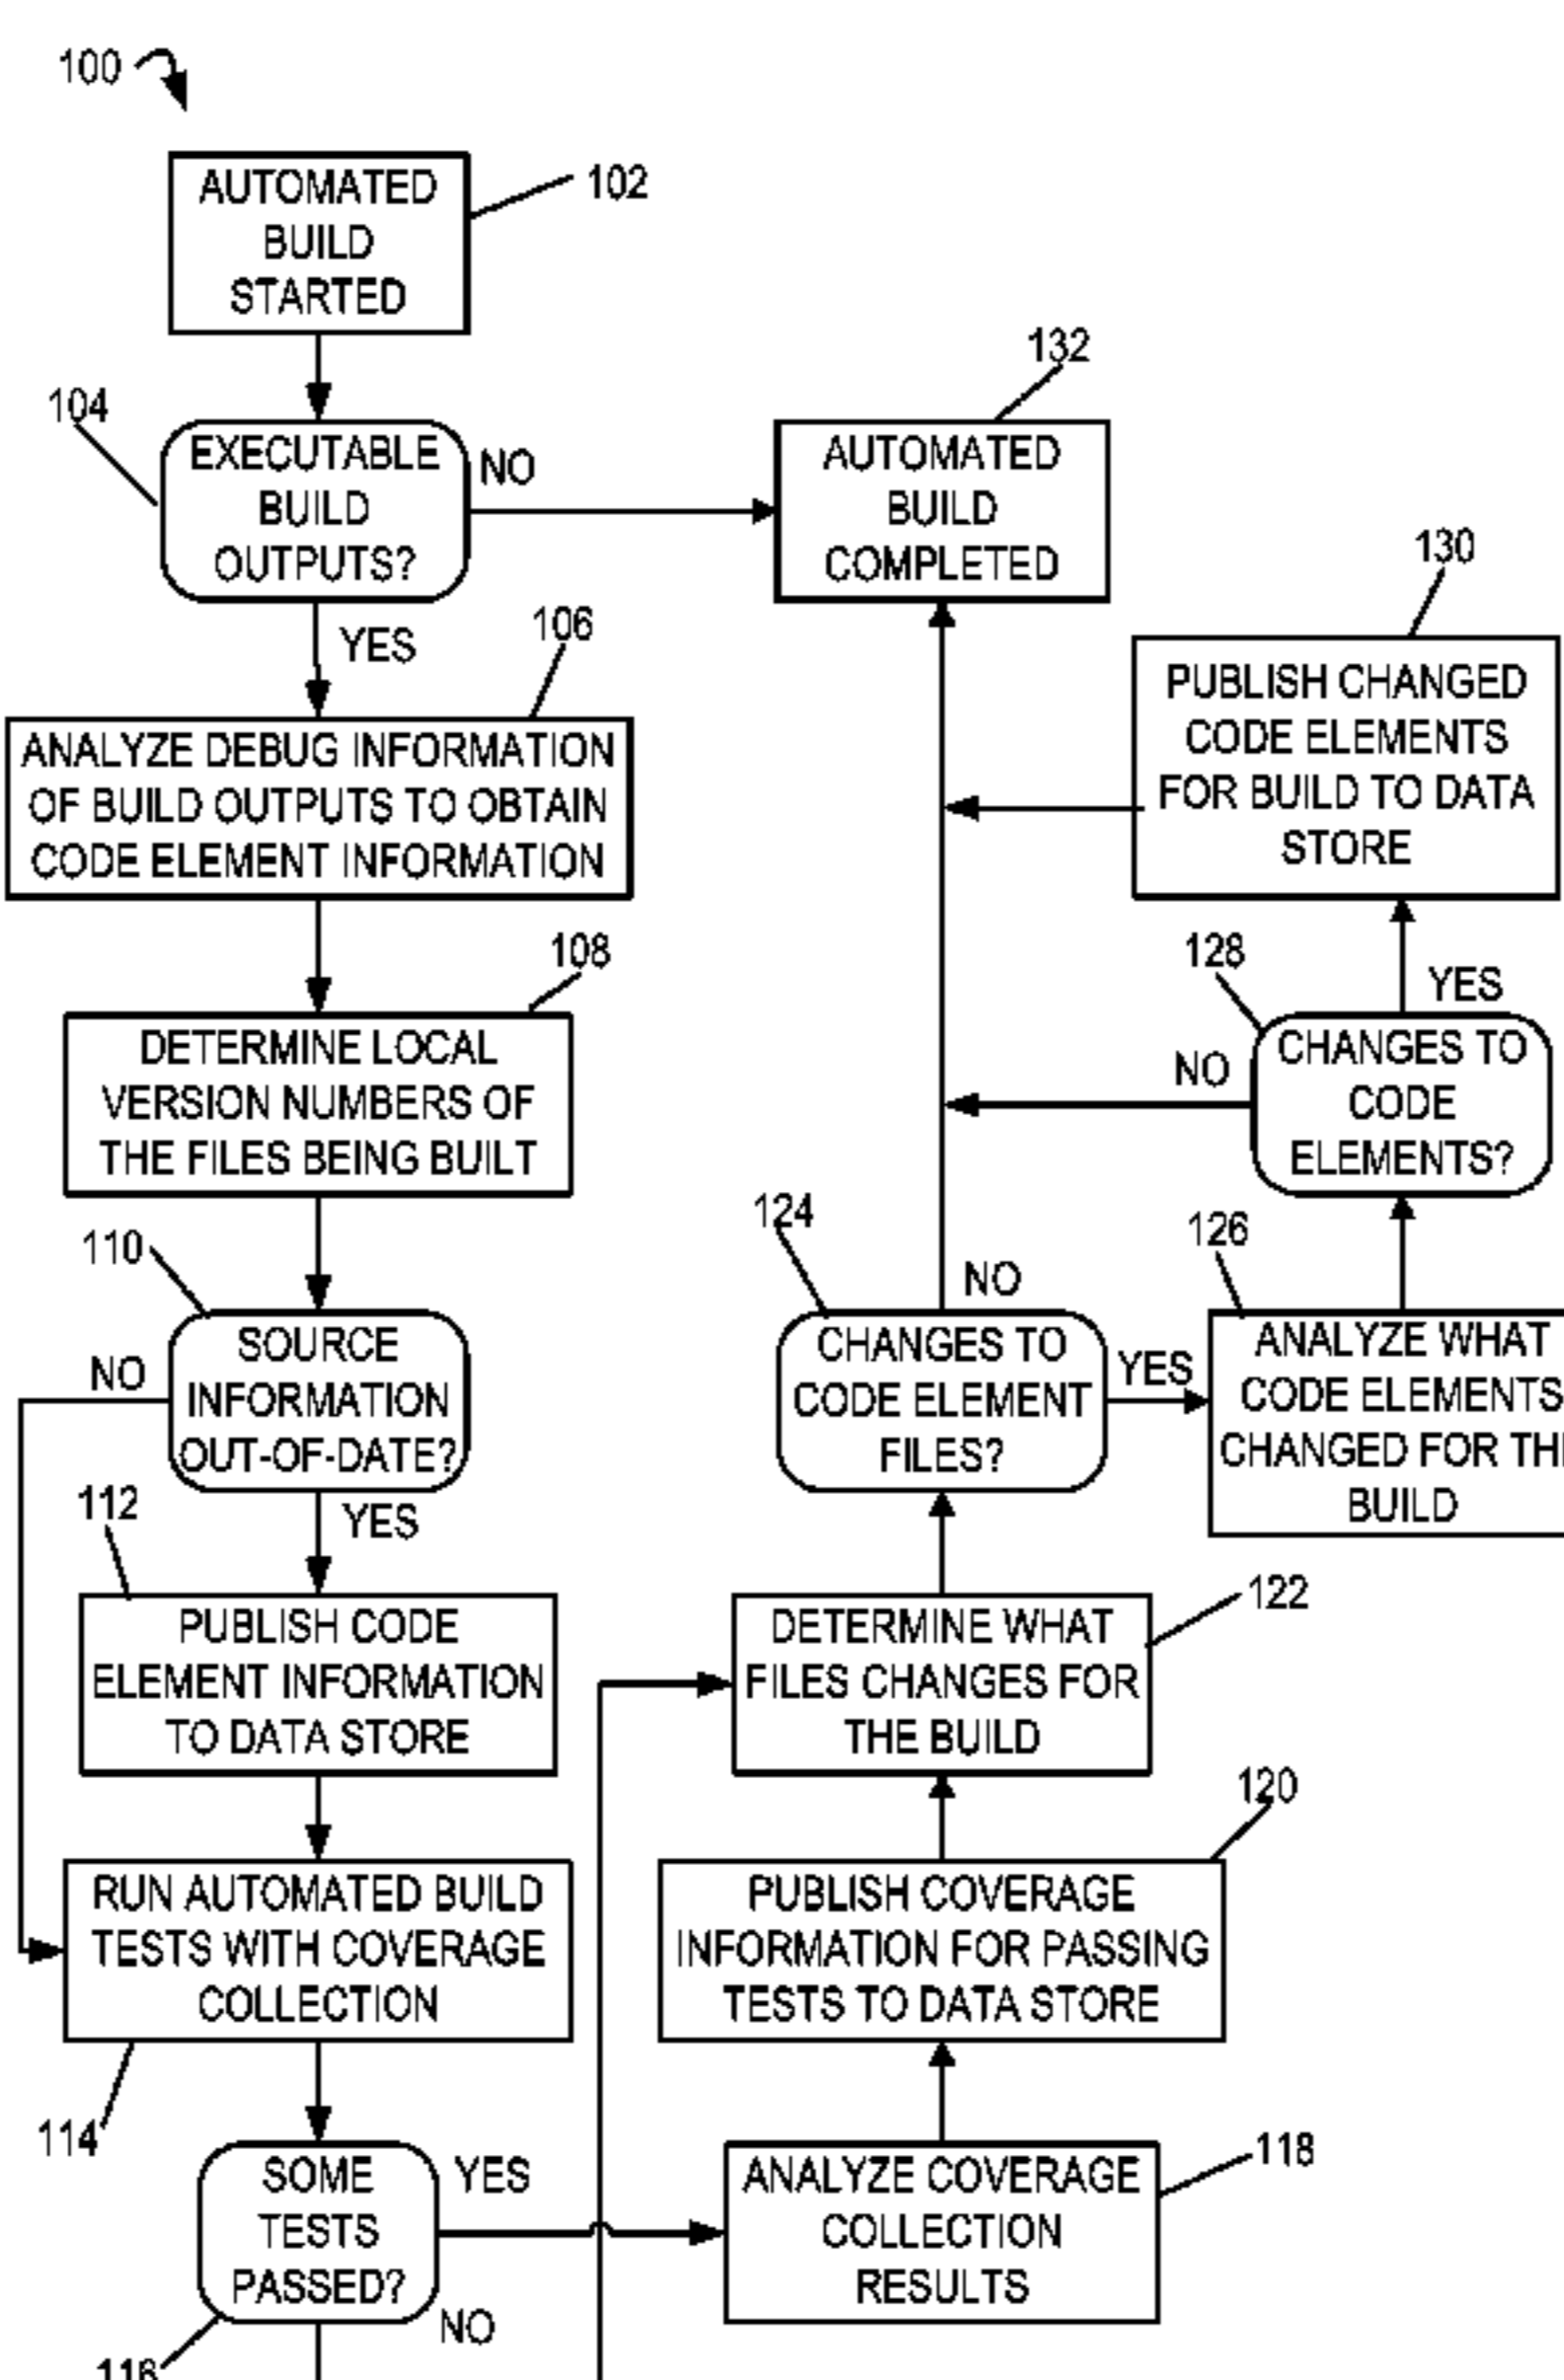 100
AUTOMATED
BUILD
STARTED
102
104
EXECUTABLE
BUILD
OUTPUTS?
NO
YES
132
AUTOMATED
BUILD
COMPLETED
106
ANALYZE DEBUG INFORMATION
OF BUILD OUTPUTS TO OBTAIN
CODE ELEMENT INFORMATION
108
DETERMINE LOCAL
VERSION NUMBERS OF
THE FILES BEING BUILT
110
SOURCE
INFORMATION
OUT-OF-DATE?
NO
YES
112
PUBLISH CODE
ELEMENT INFORMATION
TO DATA STORE
RUN AUTOMATED BUILD
TESTS WITH COVERAGE
COLLECTION
114
SOME
TESTS
PASSED?
YES
NO
116
118
ANALYZE COVERAGE
COLLECTION
RESULTS
120
PUBLISH COVERAGE
INFORMATION FOR PASSING
TESTS TO DATA STORE
122
DETERMINE WHAT
FILES CHANGES FOR
THE BUILD
124
CHANGES TO
CODE ELEMENT
FILES?
NO
YES
126
ANALYZE WHAT
CODE ELEMENTS
CHANGED FOR THE
BUILD
128
CHANGES TO
CODE
ELEMENTS?
NO
YES
130
PUBLISH CHANGED
CODE ELEMENTS
FOR BUILD TO DATA
STORE